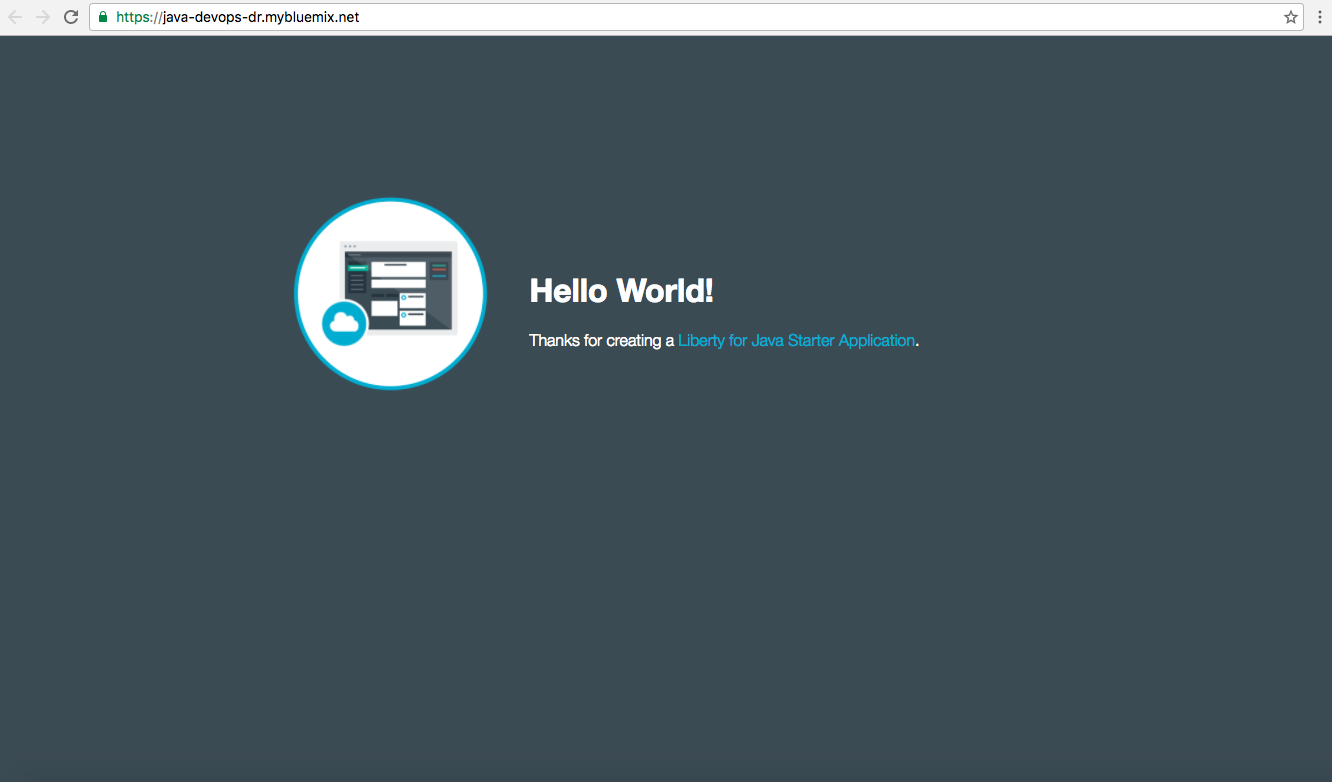 https://java-devops-dr.mybluemix.net
Hello World!
Thanks for creating a Liberty for Java Starter Application.